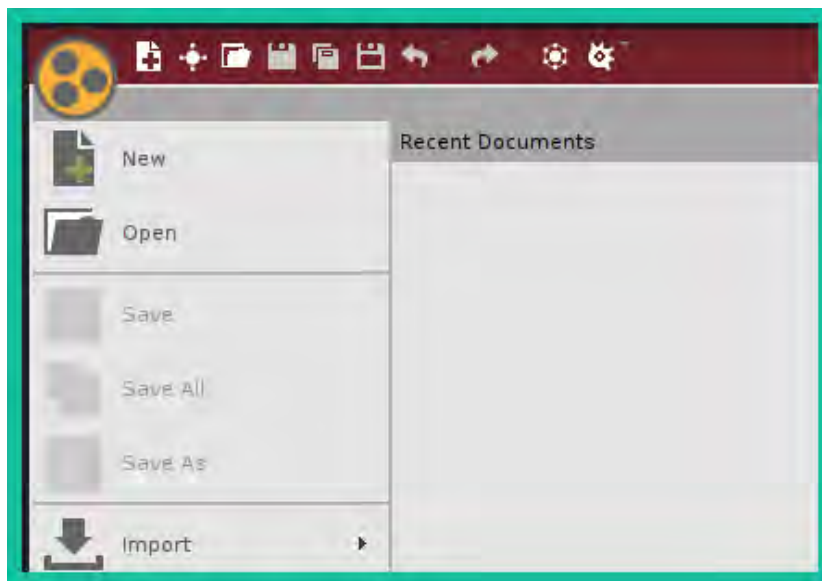 New
Open
Save
Save All
Save As
Import
Recent Documents